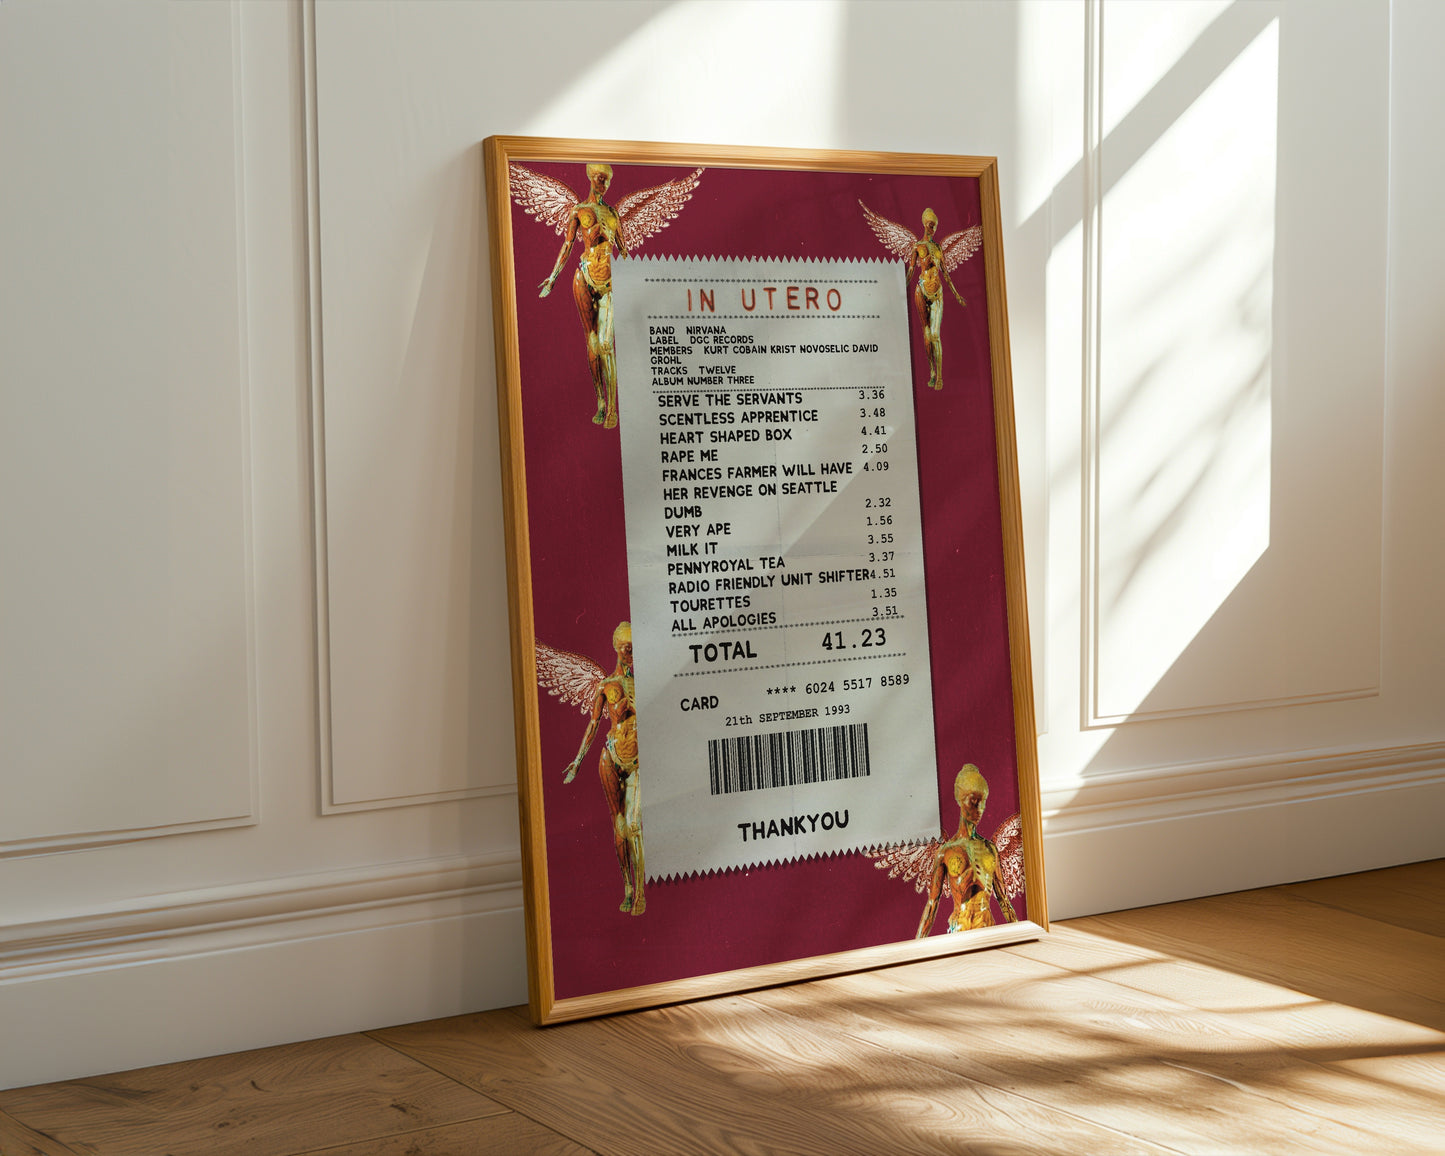 IN UTERO
BAND NIRVANA
LABEL DGC RECORDS
MEMBERS KURT COBAIN KRIST NOVOSELIC DAVID
GROHL
TRACKS TWELVE
ALBUM NUMBER THREE
SERVE THE SERVANTS 3.36
SCENTLESS APPRENTICE 3.48
HEART SHAPED BOX 4.41
RAPE ME 2.50
FRANCES FARMER WILL HAVE 4.09
HER REVENGE ON SEATTLE
DUMB 2.32
VERY APE 1.56
MILK IT 3.55
PENNYROYAL TEA 3.37
RADIO FRIENDLY UNIT SHIFTER 4.51
TOURETTES 1.35
ALL APOLOGIES 3.51
TOTAL 41.23
CARD **** 6024 5517 8589
21th SEPTEMBER 1993
THANKYOU